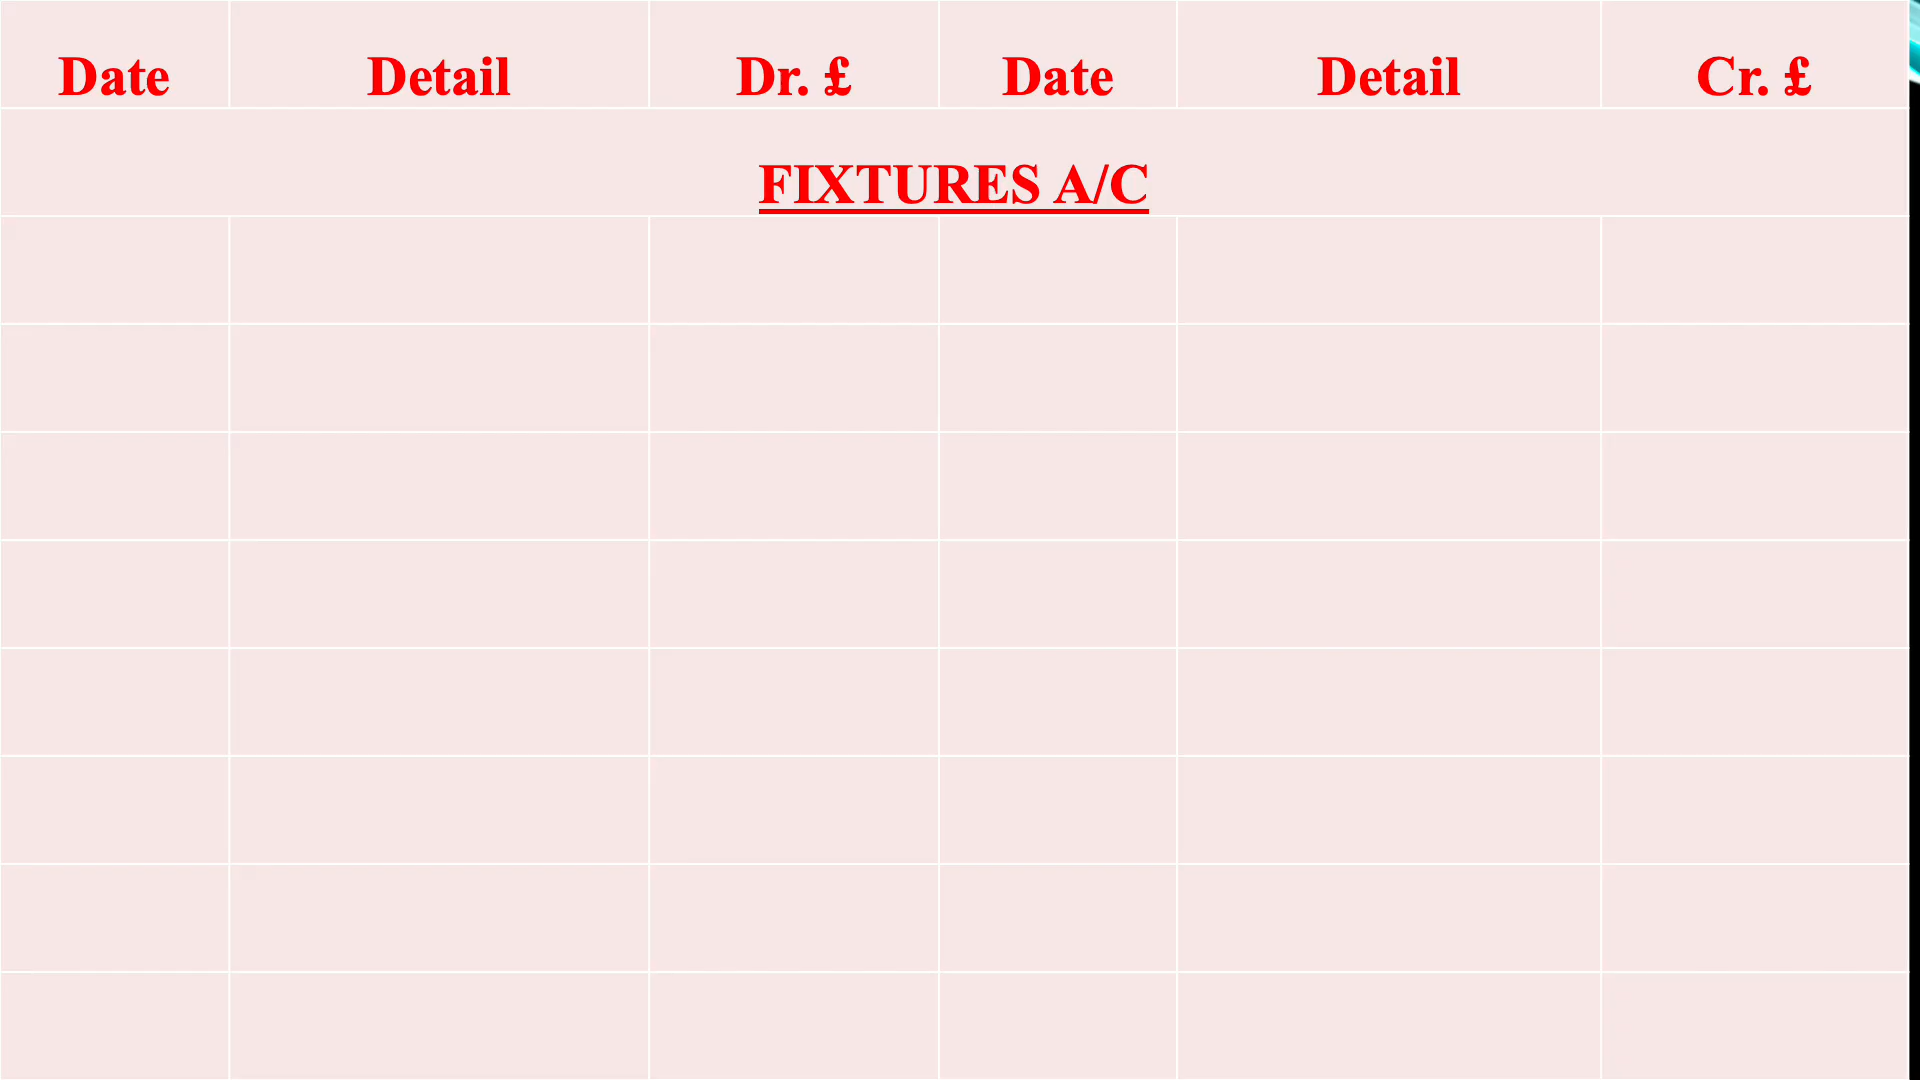 Date Detail Dr. £ Date Detail Cr. £
FIXTURES A/C